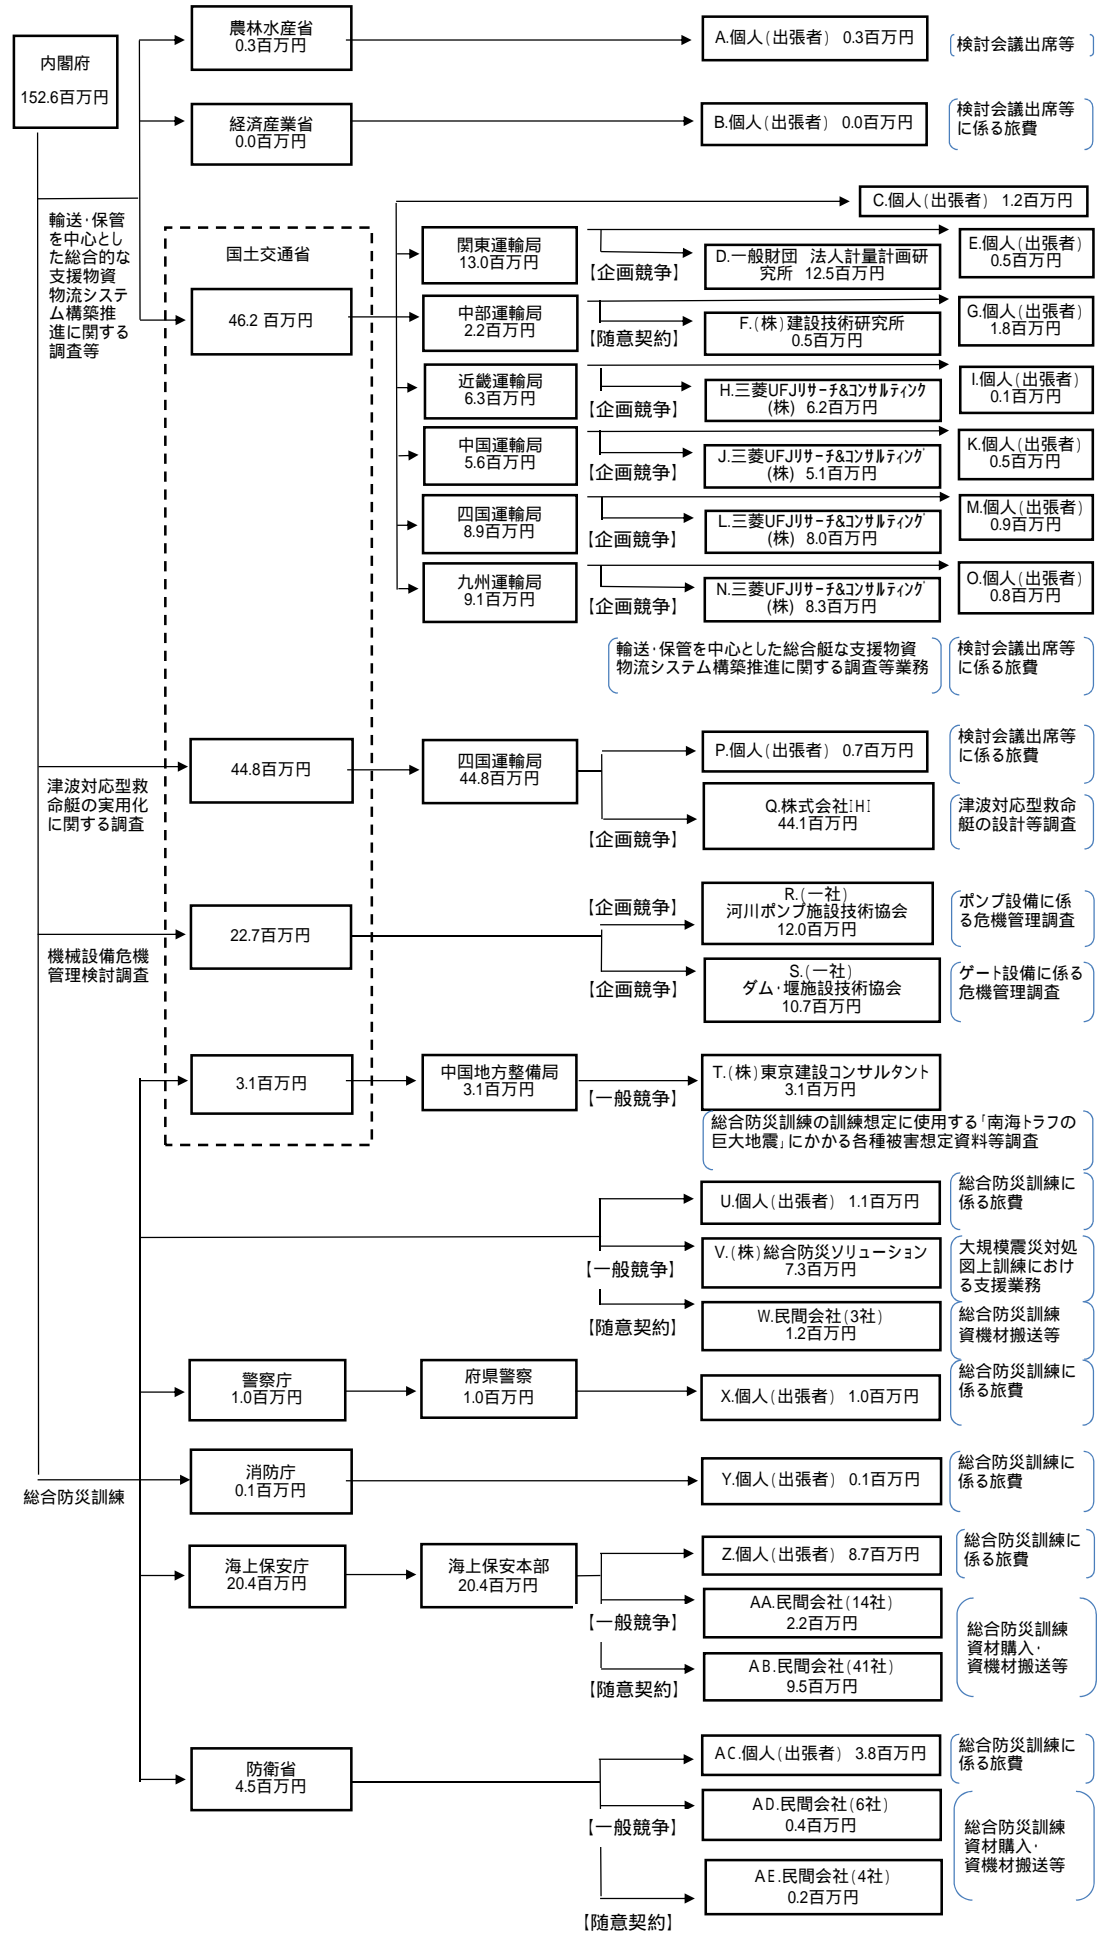 内閣府
152.6百万円
農林水産省
0.3百万円
A.個人(出張者) 0.3百万円
検討会議出席等
経済産業省
0.0百万円
B.個人(出張者) 0.0百万円
検討会議出席等
に係る旅費
輸送・保管
を中心とし
た総合的な
支援物資
物流システ
ム構築推
進に関する
調査等
国土交通省
46.2 百万円
C.個人(出張者) 1.2百万円
関東運輸局
13.0百万円
【企画競争】
D.一般財団 法人計量計画研
究所 12.5百万円
E.個人(出張者)
0.5百万円
中部運輸局
2.2百万円
【随意契約】
F.(株)建設技術研究所
0.5百万円
G.個人(出張者)
1.8百万円
近畿運輸局
6.3百万円
【企画競争】
H.三菱UFJリサーチ&コンサルティング
(株) 6.2百万円
I.個人(出張者)
0.1百万円
中国運輸局
5.6百万円
【企画競争】
J.三菱UFJリサーチ&コンサルティング
(株) 5.1百万円
K.個人(出張者)
0.5百万円
四国運輸局
8.9百万円
【企画競争】
L.三菱UFJリサーチ&コンサルティング
(株) 8.0百万円
M.個人(出張者)
0.9百万円
九州運輸局
9.1百万円
【企画競争】
N.三菱UFJリサーチ&コンサルティング
(株) 8.3百万円
O.個人(出張者)
0.8百万円
輸送・保管を中心とした総合艇な支援物資
物流システム構築推進に関する調査等業務
検討会議出席等
に係る旅費
津波対応型救
命艇の実用化
に関する調査
44.8百万円
四国運輸局
44.8百万円
P.個人(出張者) 0.7百万円
検討会議出席等
に係る旅費
【企画競争】
Q.株式会社IHI
44.1百万円
津波対応型救命
艇の設計等調査
機械設備危機
管理検討調査
22.7百万円
【企画競争】
R.(一社)
河川ポンプ施設技術協会
12.0百万円
ポンプ設備に係
る危機管理調査
【企画競争】
S.(一社)
ダム・堰施設技術協会
10.7百万円
ゲート設備に係る
危機管理調査
3.1百万円
中国地方整備局
3.1百万円
【一般競争】
T.(株)東京建設コンサルタント
3.1百万円
総合防災訓練の訓練想定に使用する「南海トラフの
巨大地震」にかかる各種被害想定資料等調査
U.個人(出張者) 1.1百万円
総合防災訓練に
係る旅費
【一般競争】
V.(株)総合防災ソリューション
7.3百万円
大規模震災対処
図上訓練におけ
る支援業務
【随意契約】
W.民間会社(3社)
1.2百万円
総合防災訓練
資機材搬送等
警察庁
1.0百万円
府県警察
1.0百万円
X.個人(出張者) 1.0百万円
総合防災訓練に
係る旅費
総合防災訓練
消防庁
0.1百万円
Y.個人(出張者) 0.1百万円
総合防災訓練に
係る旅費
海上保安庁
20.4百万円
海上保安本部
20.4百万円
Z.個人(出張者) 8.7百万円
総合防災訓練に
係る旅費
【一般競争】
AA.民間会社(14社)
2.2百万円
【随意契約】
AB.民間会社(41社)
9.5百万円
総合防災訓練
資材購入・
資機材搬送等
防衛省
4.5百万円
AC.個人(出張者) 3.8百万円
総合防災訓練に
係る旅費
【一般競争】
AD.民間会社(6社)
0.4百万円
【随意契約】
AE.民間会社(4社)
0.2百万円
総合防災訓練
資材購入・
資機材搬送等